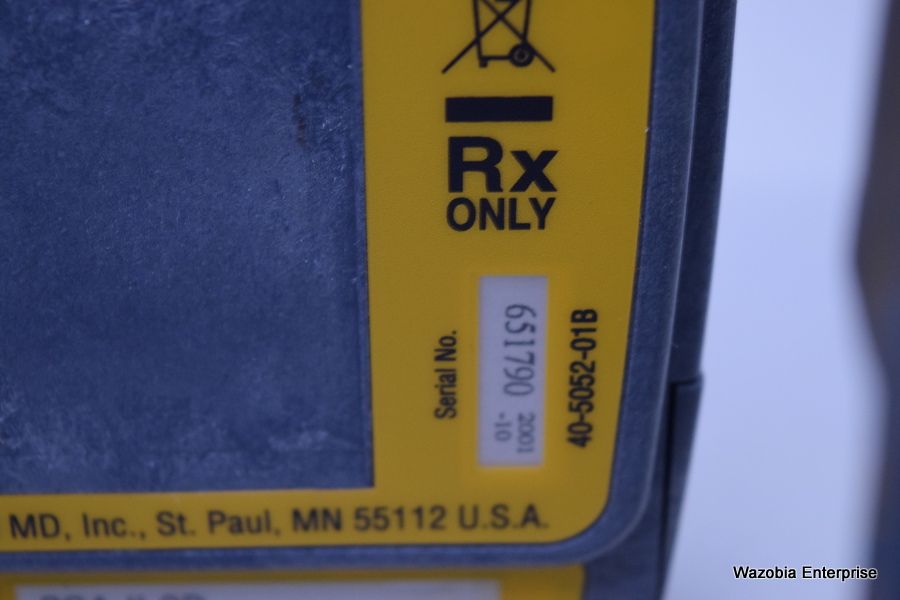 Rx
ONLY
Serial No.
651790
2001
-10
40-5052-01B
MD, Inc., St. Paul, MN 55112 U.S.A.
Wazobia Enterprise